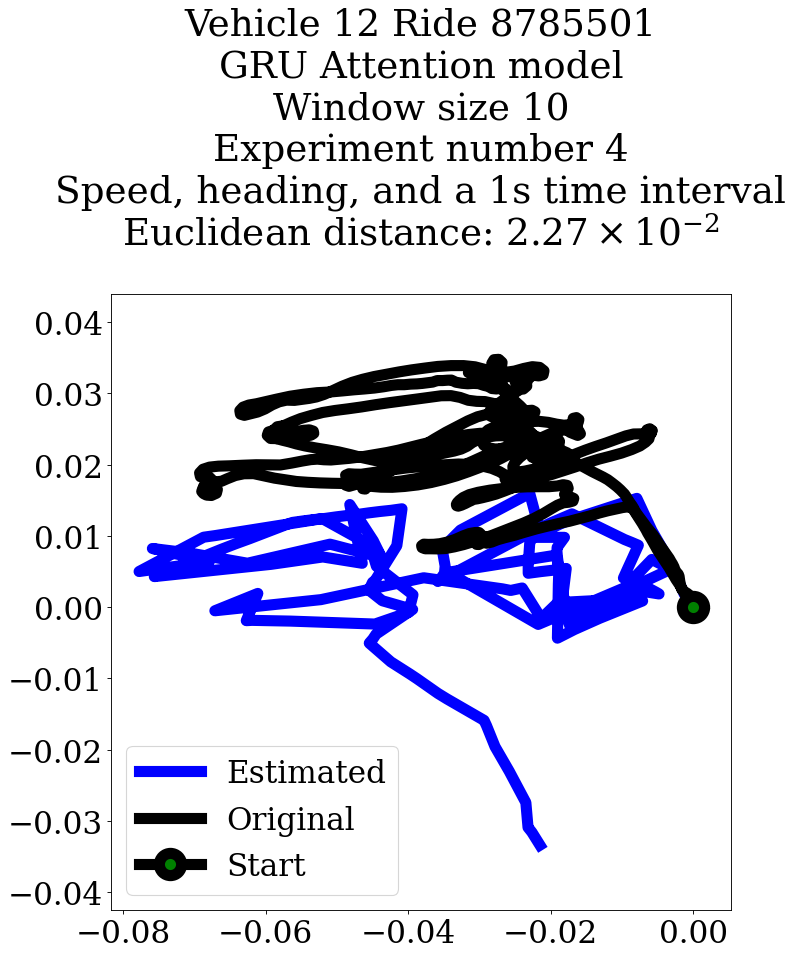 Vehicle 12 Ride 8785501
GRU Attention model
Window size 10
Experiment number 4
Speed, heading, and a 1s time interval
Euclidean distance: 2.27 × 10⁻²
0.04
0.03
0.02
0.01
0.00
−0.01
−0.02
−0.03
−0.04
Estimated
Original
Start
−0.08 −0.06 −0.04 −0.02 0.00